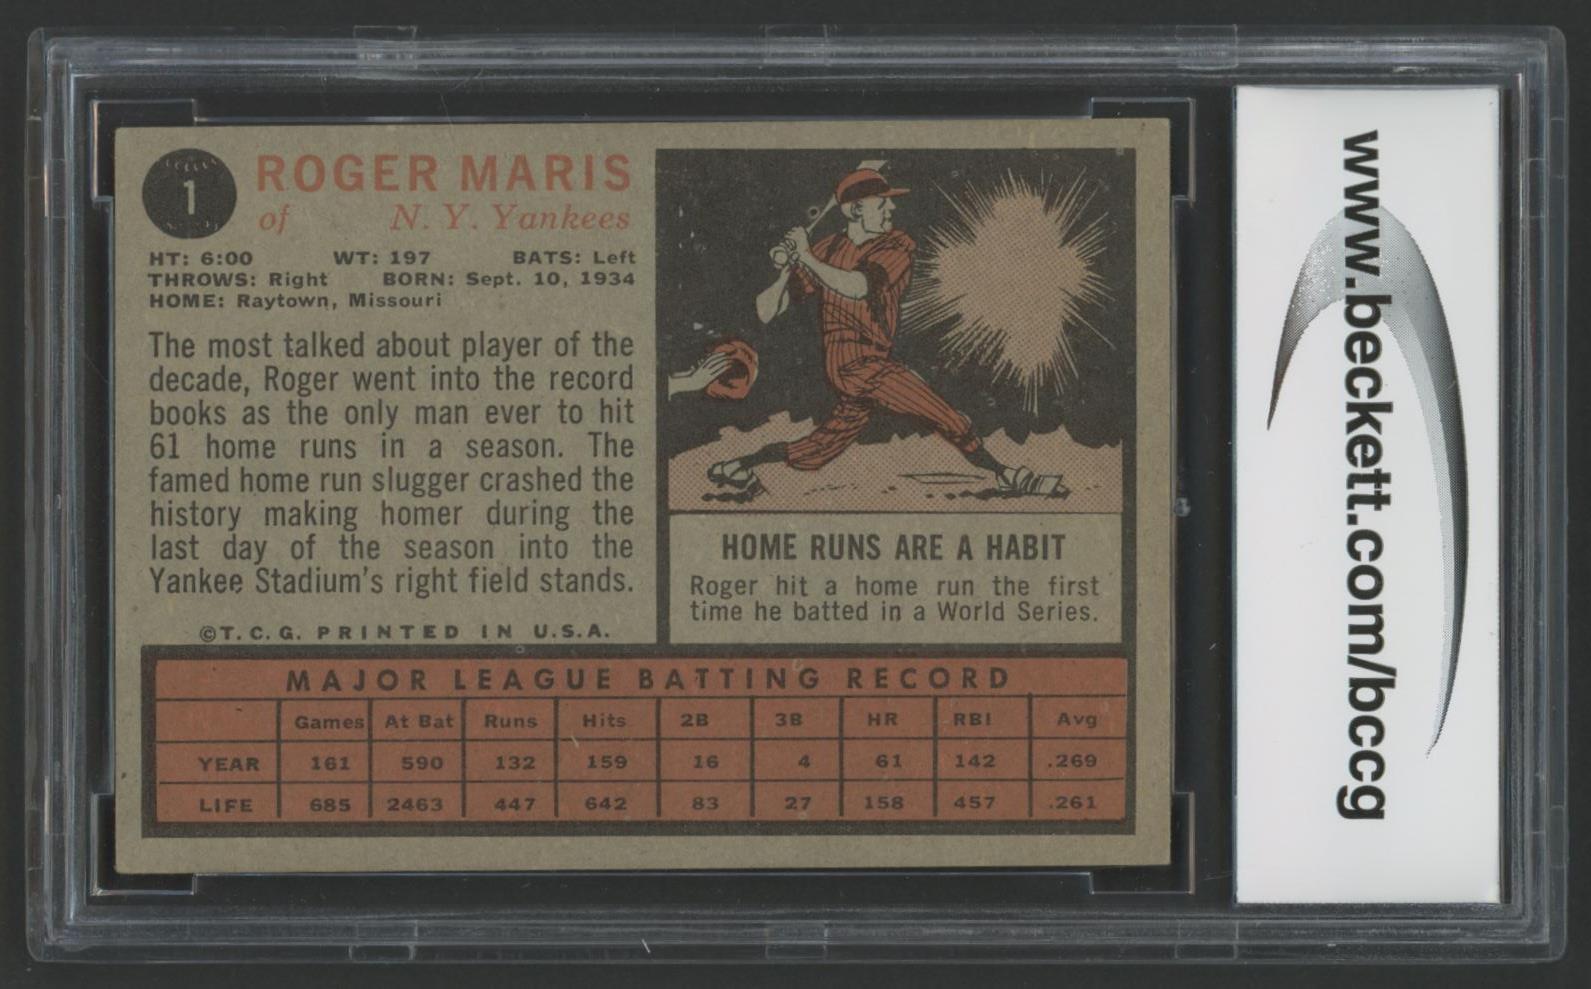 1
ROGER MARIS
of N. Y. Yankees
HT: 6:00 WT: 197 BATS: Left
THROWS: Right BORN: Sept. 10, 1934
HOME: Raytown, Missouri
The most talked about player of the
decade, Roger went into the record
books as the only man ever to hit
61 home runs in a season. The
famed home run slugger crashed the
history making homer during the
last day of the season into the
Yankee Stadium's right field stands.
©T. C. G. PRINTED IN U.S.A.
HOME RUNS ARE A HABIT
Roger hit a home run the first
time he batted in a World Series.
MAJOR LEAGUE BATTING RECORD
Games At Bat Runs Hits 2B 3B HR RBI Avg
YEAR 161 590 132 159 16 4 61 142 .269
LIFE 685 2463 447 642 83 27 158 457 .261
www.beckett.com/bccg